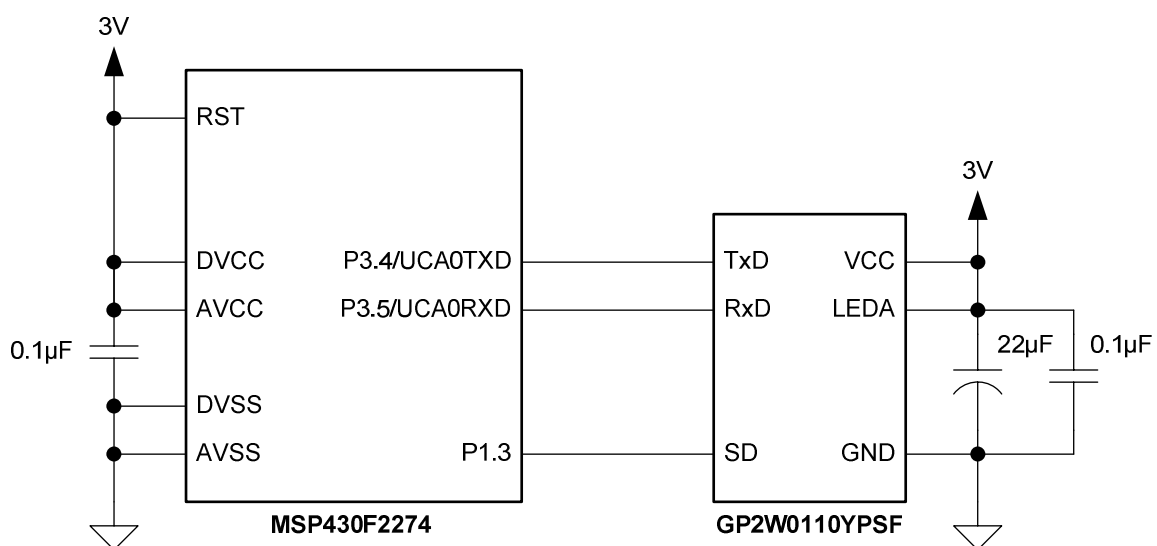 3V
RST
3V
DVCC P3.4/UCA0TXD TxD VCC
AVCC P3.5/UCA0RXD RxD LEDA
0.1µF 22µF 0.1µF
DVSS
AVSS P1.3 SD GND
MSP430F2274 GP2W0110YPSF